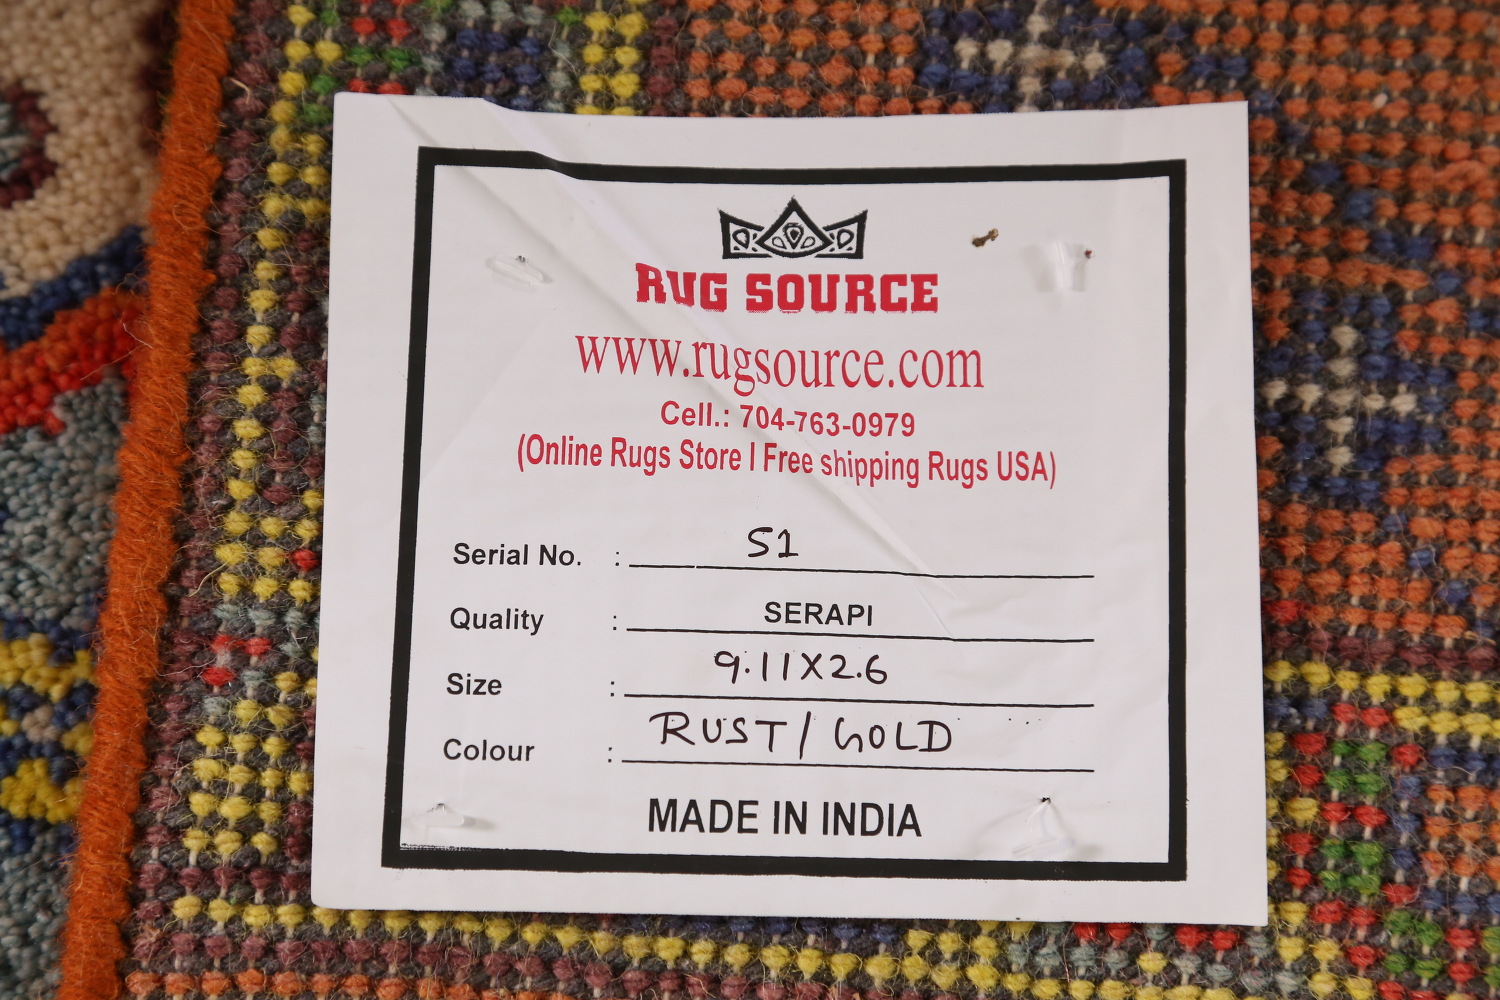 RUG SOURCE
www.rugsource.com
Cell.: 704-763-0979
(Online Rugs Store I Free shipping Rugs USA)
Serial No. : S1
Quality : SERAPI
Size : 9.11X2.6
Colour : RUST/GOLD
MADE IN INDIA